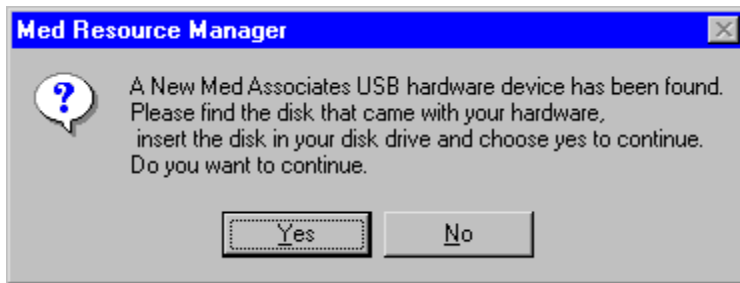 Med Resource Manager
A New Med Associates USB hardware device has been found.
Please find the disk that came with your hardware,
insert the disk in your disk drive and choose yes to continue.
Do you want to continue.
Yes
No